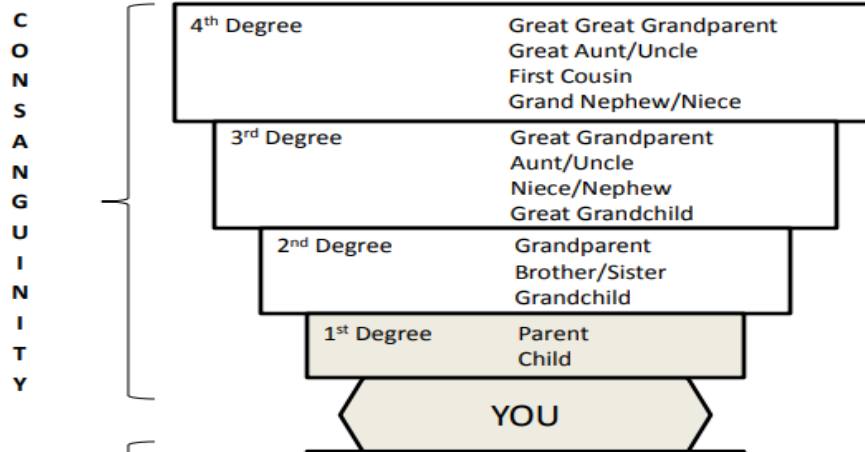 CONSANGUINITY
4th Degree Great Great Grandparent
Great Aunt/Uncle
First Cousin
Grand Nephew/Niece
3rd Degree Great Grandparent
Aunt/Uncle
Niece/Nephew
Great Grandchild
2nd Degree Grandparent
Brother/Sister
Grandchild
1st Degree Parent
Child
YOU